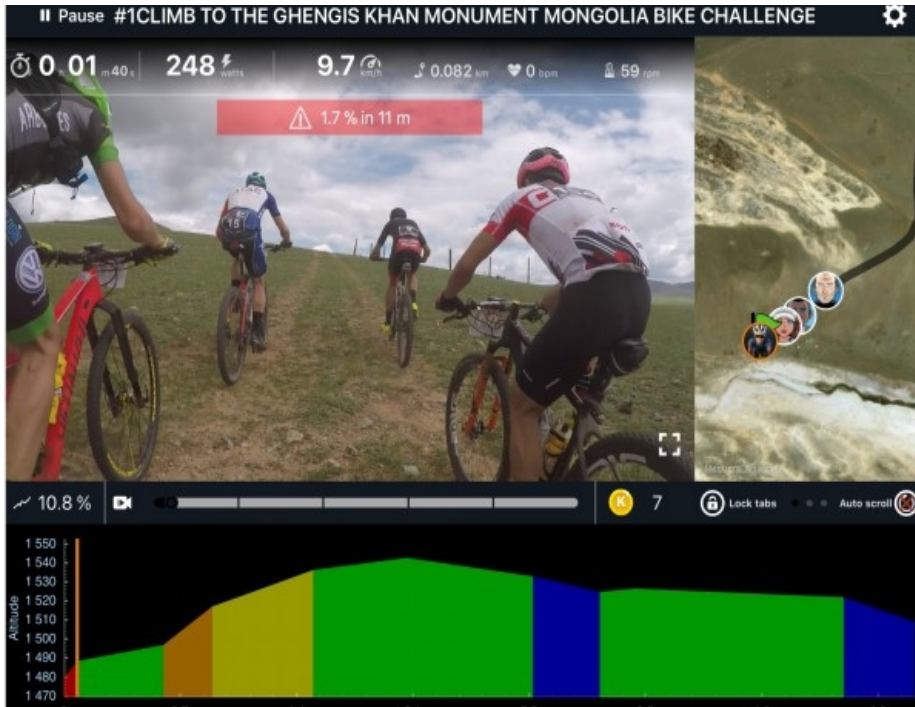 Pause #1CLIMB TO THE GHENGIS KHAN MONUMENT MONGOLIA BIKE CHALLENGE
0 h 01 m 40 s 248 watts 9.7 km/h 0.082 km 0 bpm 59 rpm
1.7 % in 11 m
15
10.8 % K 7 Lock tabs Auto scroll
Altitude
1 550
1 540
1 530
1 520
1 510
1 500
1 490
1 480
1 470